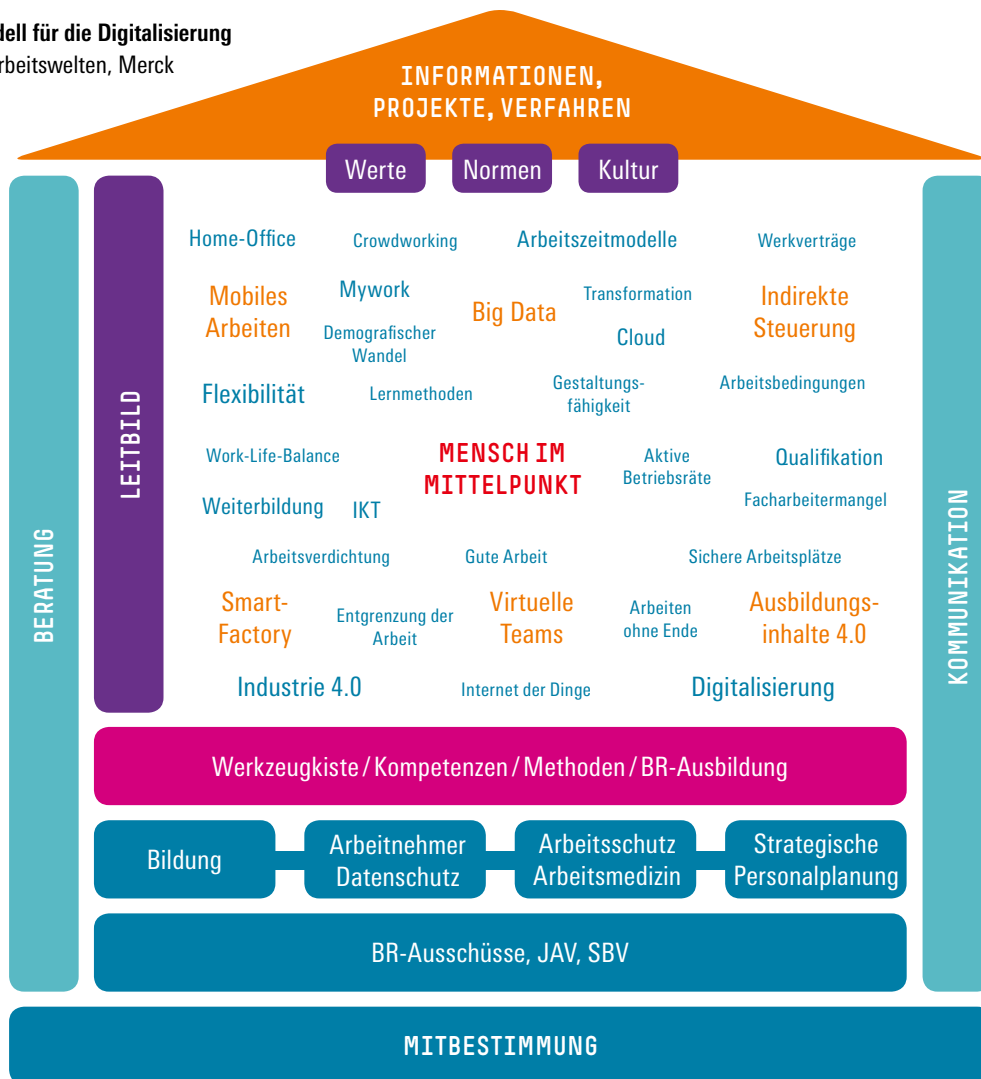 dell für die Digitalisierung
rbeitswelten, Merck
INFORMATIONEN,
PROJEKTE, VERFAHREN
Werte Normen Kultur
BERATUNG
LEITBILD
KOMMUNIKATION
Home-Office Crowdworking Arbeitszeitmodelle Werkverträge
Mobiles
Arbeiten
Mywork
Demografischer
Wandel
Big Data
Transformation
Cloud
Indirekte
Steuerung
Flexibilität
Lernmethoden
Gestaltungs-
fähigkeit
Arbeitsbedingungen
Work-Life-Balance
MENSCH IM
MITTELPUNKT
Aktive
Betriebsräte
Qualifikation
Weiterbildung IKT
Facharbeitermangel
Arbeitsverdichtung Gute Arbeit Sichere Arbeitsplätze
Smart-
Factory
Entgrenzung der
Arbeit
Virtuelle
Teams
Arbeiten
ohne Ende
Ausbildungs-
inhalte 4.0
Industrie 4.0 Internet der Dinge Digitalisierung
Werkzeugkiste / Kompetenzen / Methoden / BR-Ausbildung
Bildung
Arbeitnehmer
Datenschutz
Arbeitsschutz
Arbeitsmedizin
Strategische
Personalplanung
BR-Ausschüsse, JAV, SBV
MITBESTIMMUNG